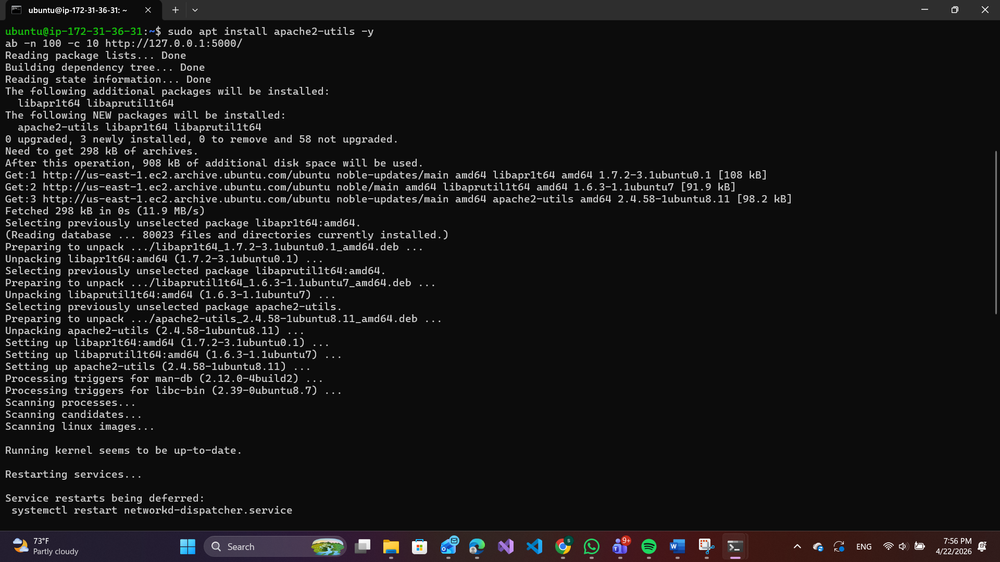 ubuntu@ip-172-31-36-31: ~
ubuntu@ip-172-31-36-31:~$ sudo apt install apache2-utils -y
ab -n 100 -c 10 http://127.0.0.1:5000/
Reading package lists... Done
Building dependency tree... Done
Reading state information... Done
The following additional packages will be installed:
  libapr1t64 libaprutil1t64
The following NEW packages will be installed:
  apache2-utils libapr1t64 libaprutil1t64
0 upgraded, 3 newly installed, 0 to remove and 58 not upgraded.
Need to get 298 kB of archives.
After this operation, 908 kB of additional disk space will be used.
Get:1 http://us-east-1.ec2.archive.ubuntu.com/ubuntu noble-updates/main amd64 libapr1t64 amd64 1.7.2-3.1ubuntu0.1 [108 kB]
Get:2 http://us-east-1.ec2.archive.ubuntu.com/ubuntu noble/main amd64 libaprutil1t64 amd64 1.6.3-1.1ubuntu7 [91.9 kB]
Get:3 http://us-east-1.ec2.archive.ubuntu.com/ubuntu noble-updates/main amd64 apache2-utils amd64 2.4.58-1ubuntu8.11 [98.2 kB]
Fetched 298 kB in 0s (11.9 MB/s)
Selecting previously unselected package libapr1t64:amd64.
(Reading database ... 80023 files and directories currently installed.)
Preparing to unpack .../libapr1t64_1.7.2-3.1ubuntu0.1_amd64.deb ...
Unpacking libapr1t64:amd64 (1.7.2-3.1ubuntu0.1) ...
Selecting previously unselected package libaprutil1t64:amd64.
Preparing to unpack .../libaprutil1t64_1.6.3-1.1ubuntu7_amd64.deb ...
Unpacking libaprutil1t64:amd64 (1.6.3-1.1ubuntu7) ...
Selecting previously unselected package apache2-utils.
Preparing to unpack .../apache2-utils_2.4.58-1ubuntu8.11_amd64.deb ...
Unpacking apache2-utils (2.4.58-1ubuntu8.11) ...
Setting up libapr1t64:amd64 (1.7.2-3.1ubuntu0.1) ...
Setting up libaprutil1t64:amd64 (1.6.3-1.1ubuntu7) ...
Setting up apache2-utils (2.4.58-1ubuntu8.11) ...
Processing triggers for man-db (2.12.0-4build2) ...
Processing triggers for libc-bin (2.39-0ubuntu8.7) ...
Scanning processes...
Scanning candidates...
Scanning linux images...
Running kernel seems to be up-to-date.
Restarting services...
Service restarts being deferred:
 systemctl restart networkd-dispatcher.service
73°F
Partly cloudy
Search
9+
ENG
7:56 PM
4/22/2026